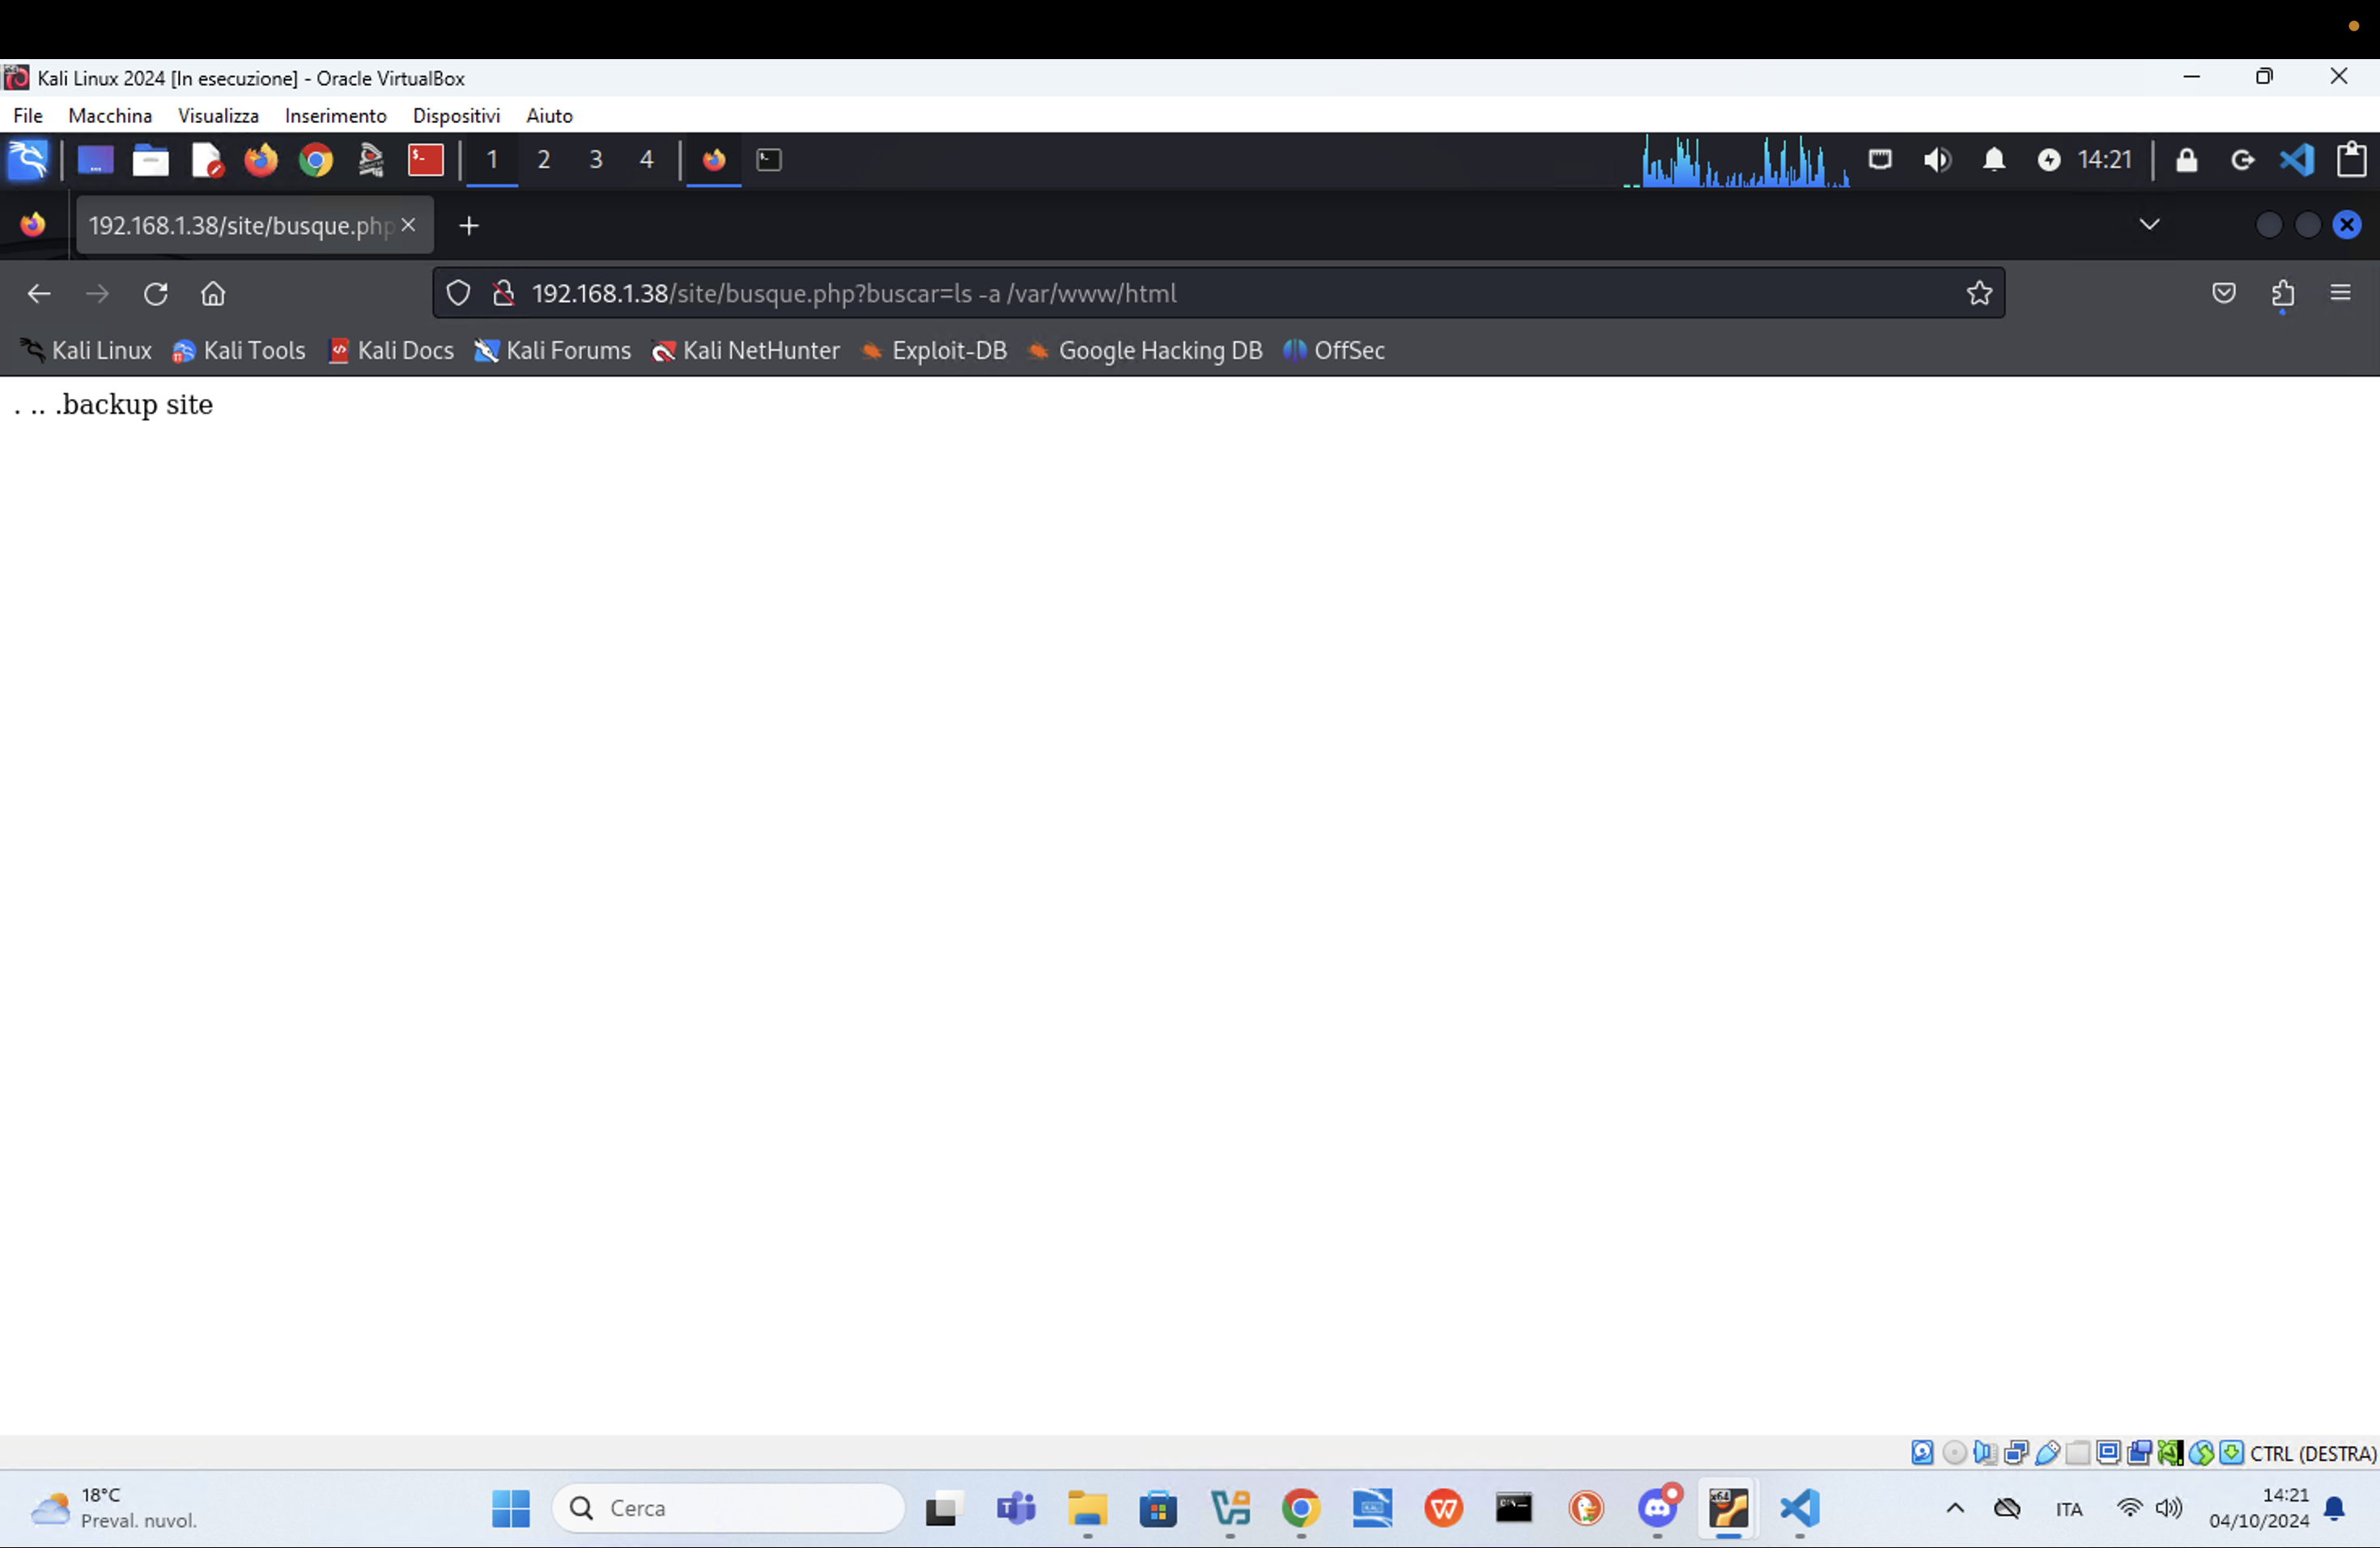 Kali Linux 2024 [In esecuzione] - Oracle VirtualBox
File Macchina Visualizza Inserimento Dispositivi Aiuto
1 2 3 4 14:21
192.168.1.38/site/busque.php
192.168.1.38/site/busque.php?buscar=ls -a /var/www/html
Kali Linux Kali Tools Kali Docs Kali Forums Kali NetHunter Exploit-DB Google Hacking DB OffSec
. .. .backup site
CTRL (DESTRA)
18°C
Preval. nuvol.
Cerca
ITA
14:21
04/10/2024